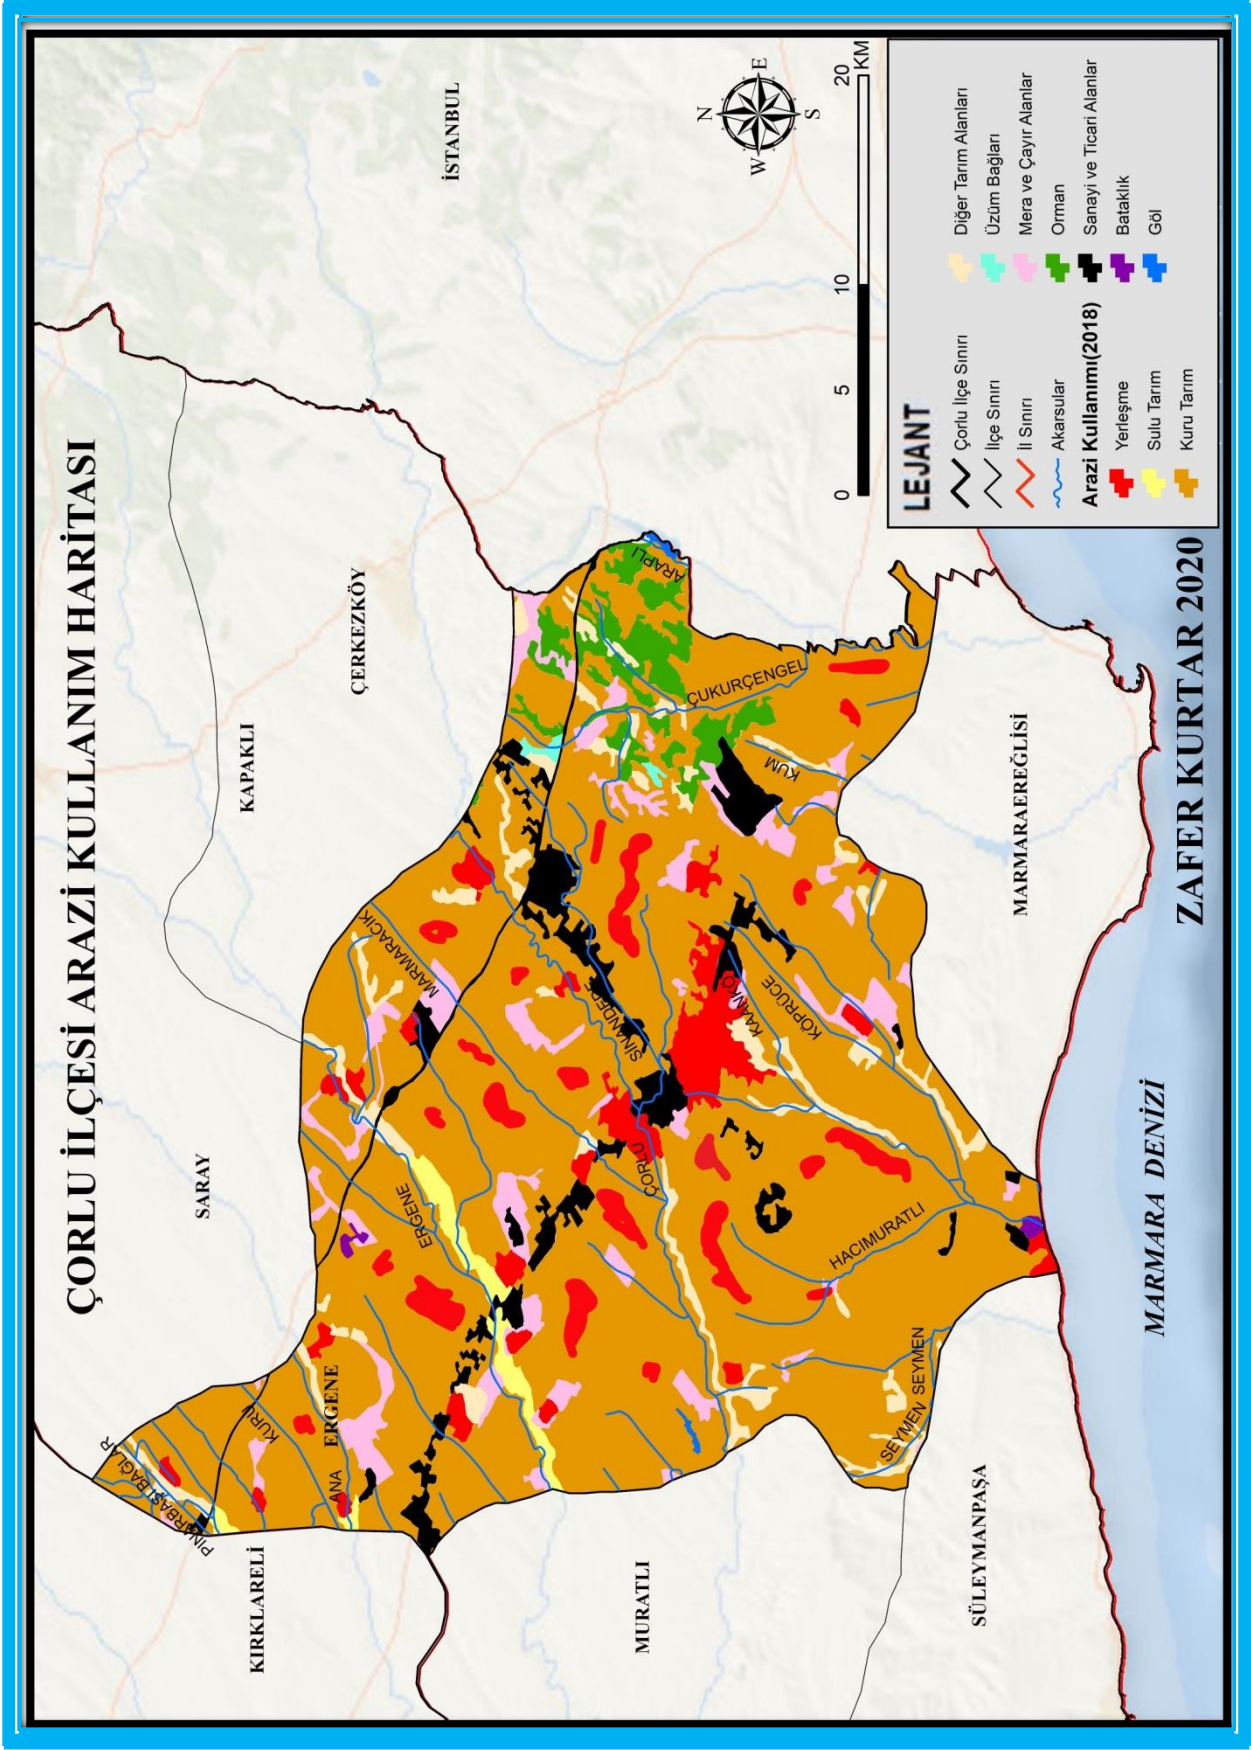 ÇORLU İLÇESİ ARAZİ KULLANIM HARİTASI
İSTANBUL
ÇERKEZKÖY
KAPAKLI
SARAY
KIRKLARELİ
MURATLI
SÜLEYMANPAŞA
MARMARAEREĞLİSİ
MARMARA DENİZİ
ERGENE
PINARBAŞI BAĞLAR
KURU
ANA
ERGENE
MARMARACIK
SİNANDERE
ÇORLU
KAANKÖ
KÖPRÜCE
HACIMURATLI
SEYMEN SEYMEN
KUM
ÇUKURÇENGEL
ARAPLI
N
E
S
W
0 5 10 20
KM
LEJANT
Çorlu İlçe Sınırı
İlçe Sınırı
İl Sınırı
Akarsular
Arazi Kullanımı(2018)
Yerleşme
Sulu Tarım
Kuru Tarım
Diğer Tarım Alanları
Üzüm Bağları
Mera ve Çayır Alanlar
Orman
Sanayi ve Ticari Alanlar
Bataklık
Göl
ZAFER KURTAR 2020